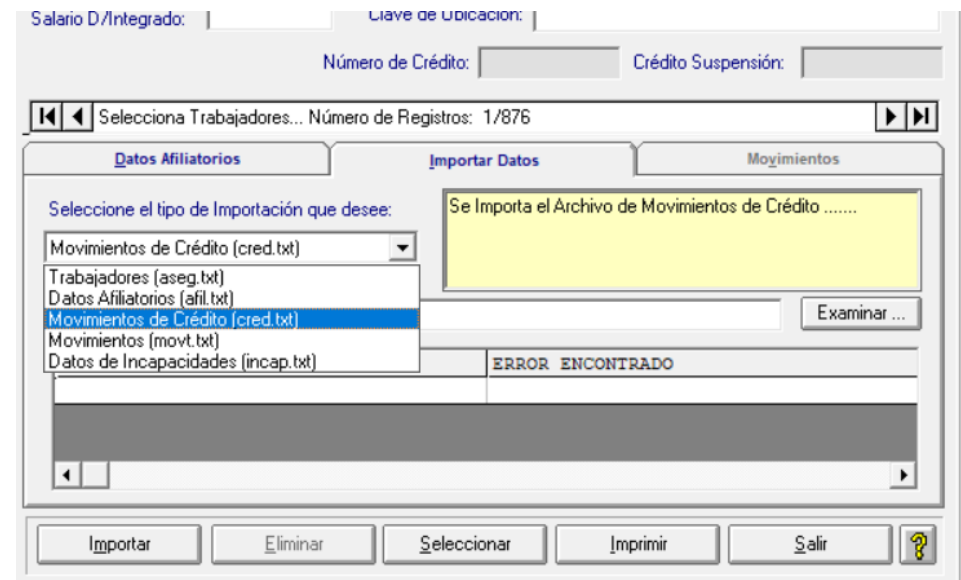 Salario D/Integrado:
Clave de Ubicación:
Número de Crédito:
Crédito Suspensión:
Selecciona Trabajadores... Número de Registros: 1/876
Datos Afiliatorios
Importar Datos
Movimientos
Seleccione el tipo de Importación que desee:
Se Importa el Archivo de Movimientos de Crédito .......
Movimientos de Crédito (cred.txt)
Trabajadores (aseg.txt)
Datos Afiliatorios (afil.txt)
Movimientos de Crédito (cred.txt)
Movimientos (movt.txt)
Datos de Incapacidades (incap.txt)
Examinar ...
ERROR ENCONTRADO
Importar
Eliminar
Seleccionar
Imprimir
Salir
?